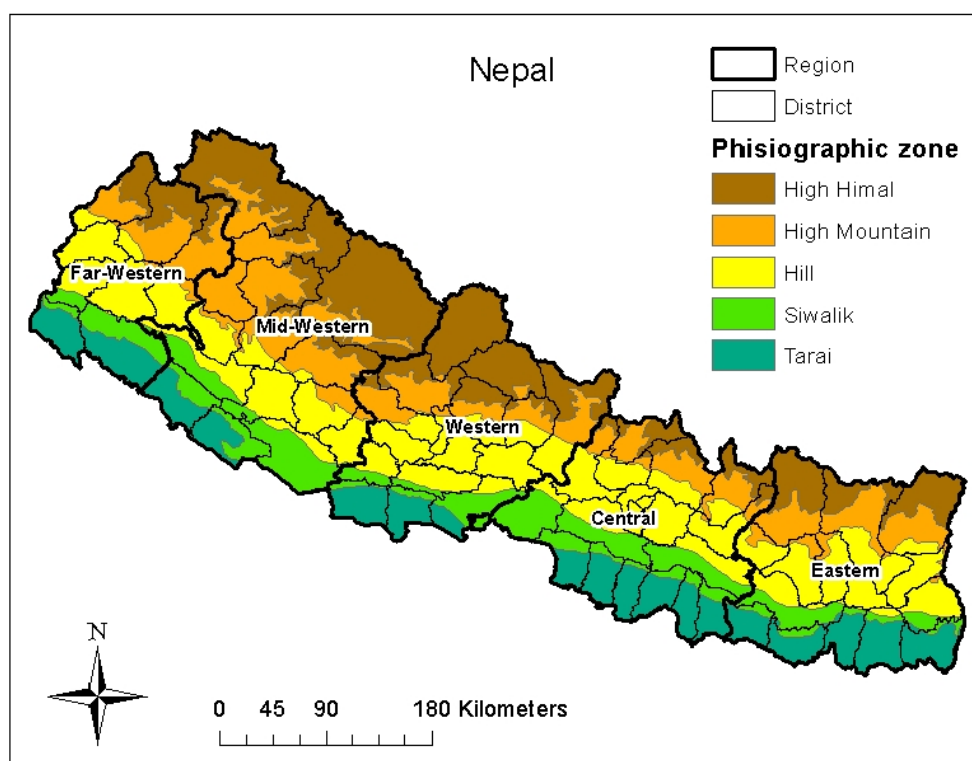 Nepal
Region
District
Phisiographic zone
High Himal
High Mountain
Hill
Siwalik
Tarai
Far-Western
Mid-Western
Western
Central
Eastern
N
0 45 90 180 Kilometers